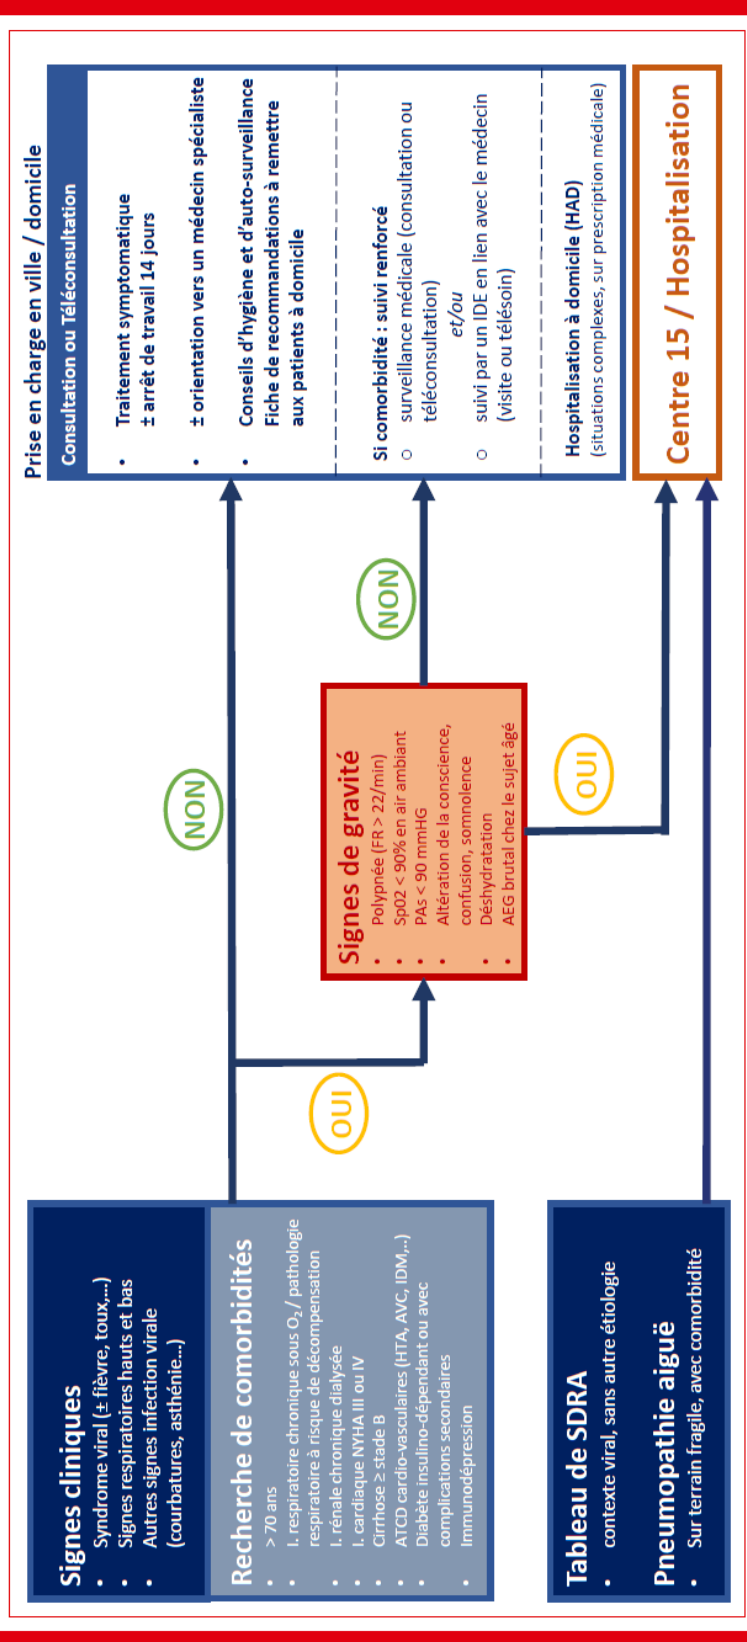 Signes cliniques
• Syndrome viral (± fièvre, toux,...)
• Signes respiratoires hauts et bas
• Autres signes infection virale
(courbatures, asthénie...)
Recherche de comorbidités
• > 70 ans
• I. respiratoire chronique sous O₂ / pathologie
respiratoire à risque de décompensation
• I. rénale chronique dialysée
• I. cardiaque NYHA III ou IV
• Cirrhose ≥ stade B
• ATCD cardio-vasculaires (HTA, AVC, IDM,..)
• Diabète insulino-dépendant ou avec
complications secondaires
• Immunodépression
Tableau de SDRA
• contexte viral, sans autre étiologie
Pneumopathie aiguë
• Sur terrain fragile, avec comorbidité
NON
OUI
Signes de gravité
• Polypnée (FR > 22/min)
• Sp02 < 90% en air ambiant
• PAs < 90 mmHG
• Altération de la conscience,
confusion, somnolence
• Déshydratation
• AEG brutal chez le sujet âgé
NON
OUI
Prise en charge en ville / domicile
Consultation ou Téléconsultation
• Traitement symptomatique
± arrêt de travail 14 jours
• ± orientation vers un médecin spécialiste
• Conseils d'hygiène et d'auto-surveillance
Fiche de recommandations à remettre
aux patients à domicile
Si comorbidité : suivi renforcé
○ surveillance médicale (consultation ou
téléconsultation)
et/ou
○ suivi par un IDE en lien avec le médecin
(visite ou télésoin)
Hospitalisation à domicile (HAD)
(situations complexes, sur prescription médicale)
Centre 15 / Hospitalisation